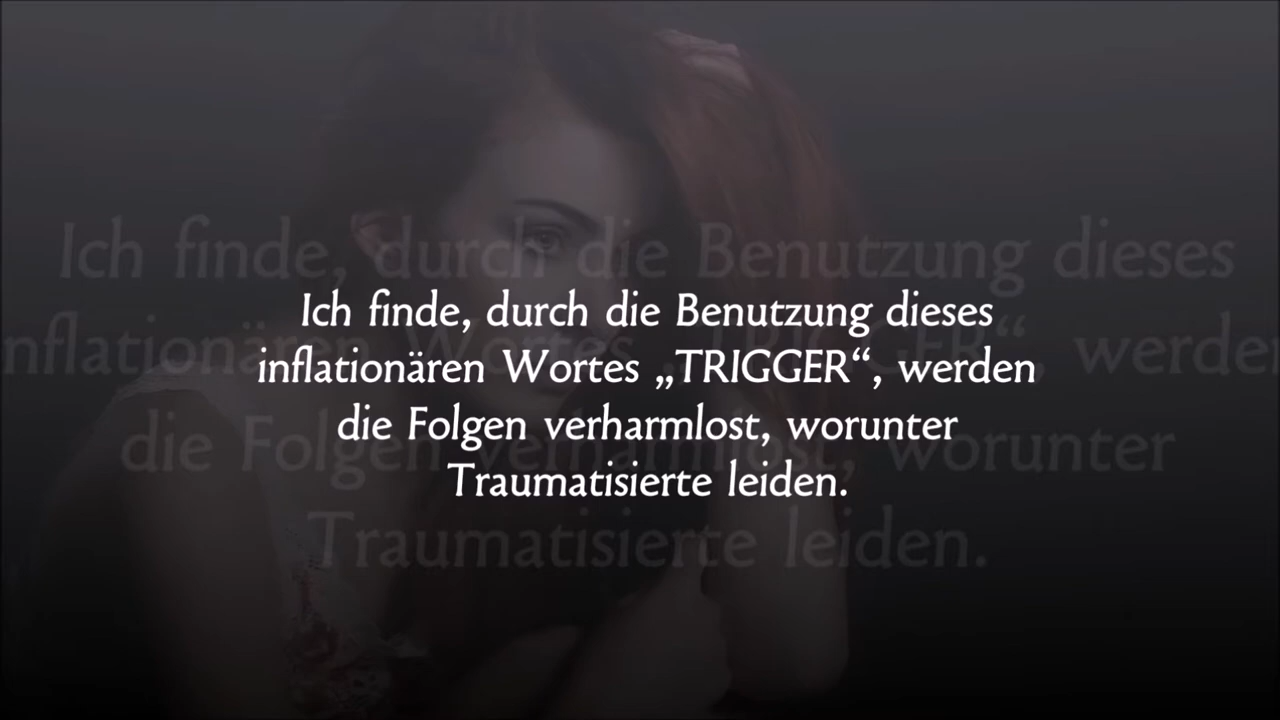 Ich finde, durch die Benutzung dieses
inflationären Wortes „TRIGGER“, werden
die Folgen verharmlost, worunter
Traumatisierte leiden.